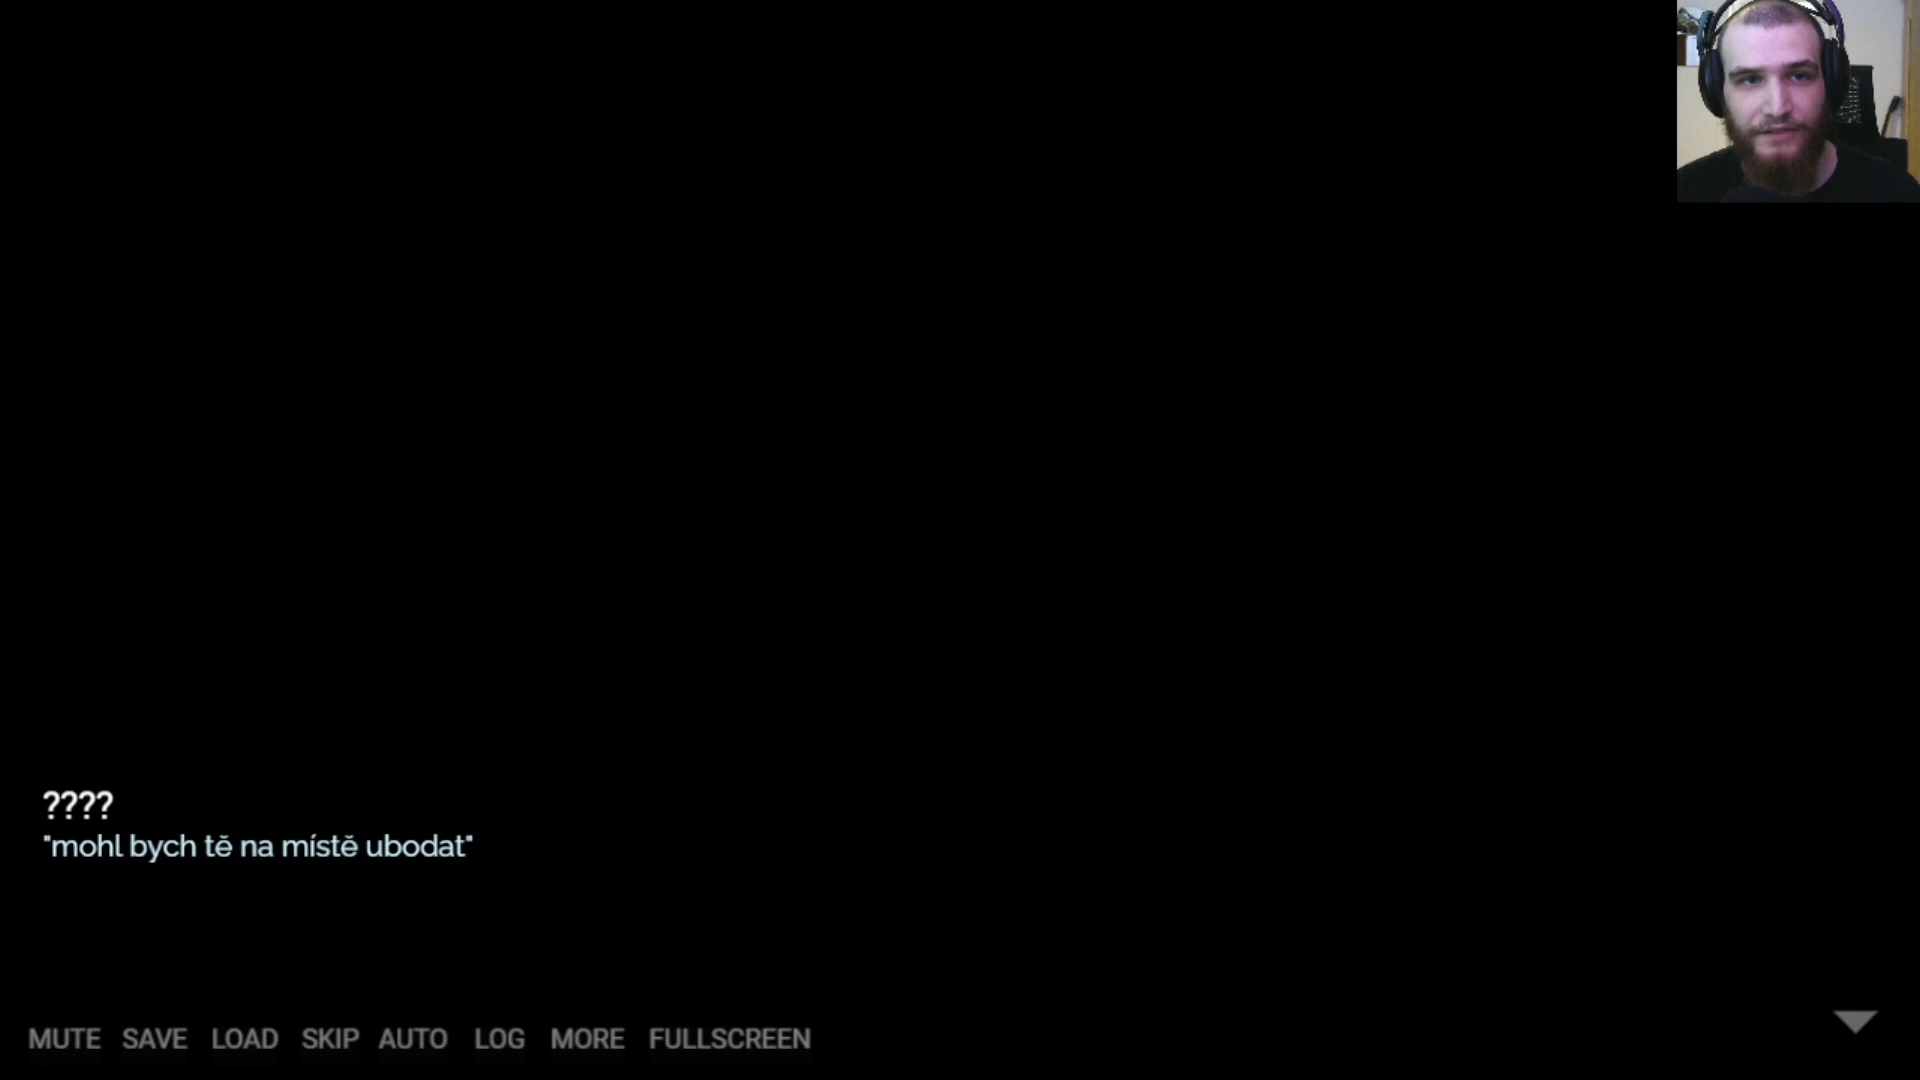 ????
"mohl bych tě na místě ubodat"
MUTE SAVE LOAD SKIP AUTO LOG MORE FULLSCREEN